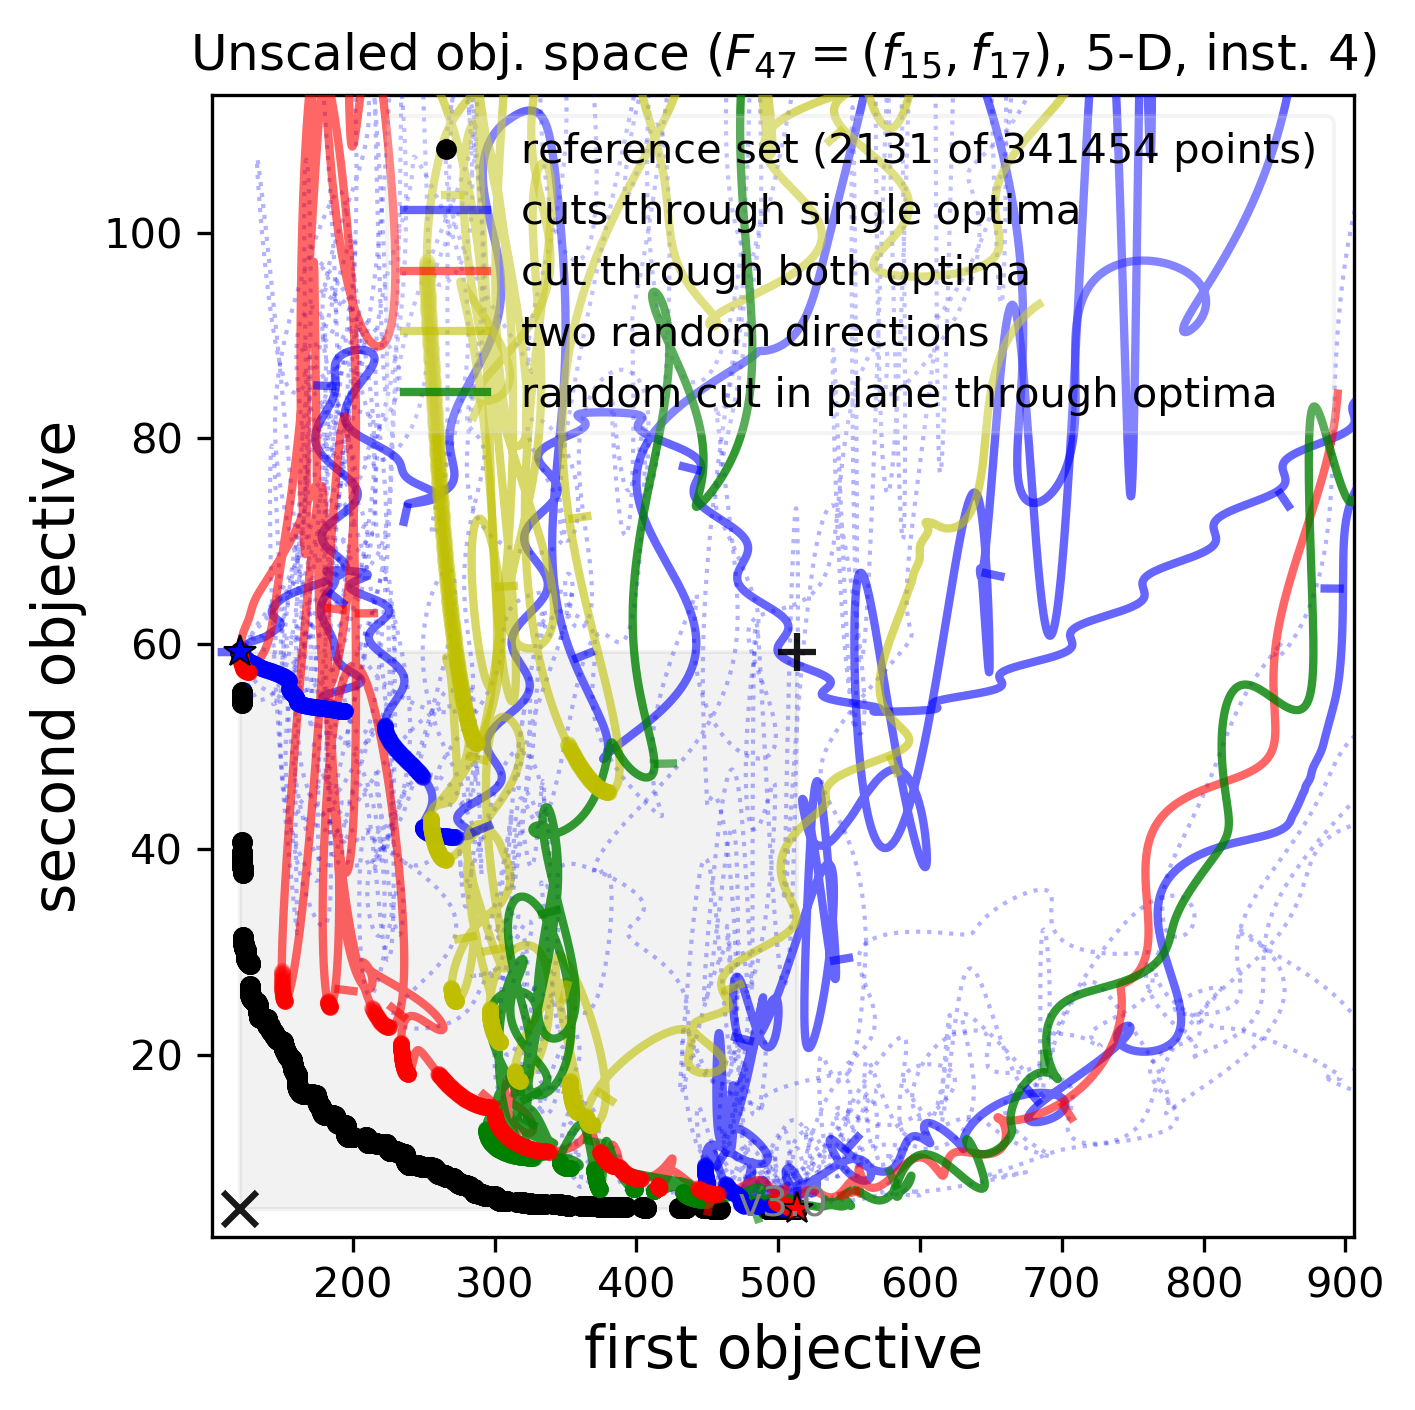 Unscaled obj. space (F47 = (f15, f17), 5-D, inst. 4)
reference set (2131 of 341454 points)
cuts through single optima
cut through both optima
two random directions
random cut in plane through optima
100
80
60
40
20
second objective
v3.0
200 300 400 500 600 700 800 900
first objective